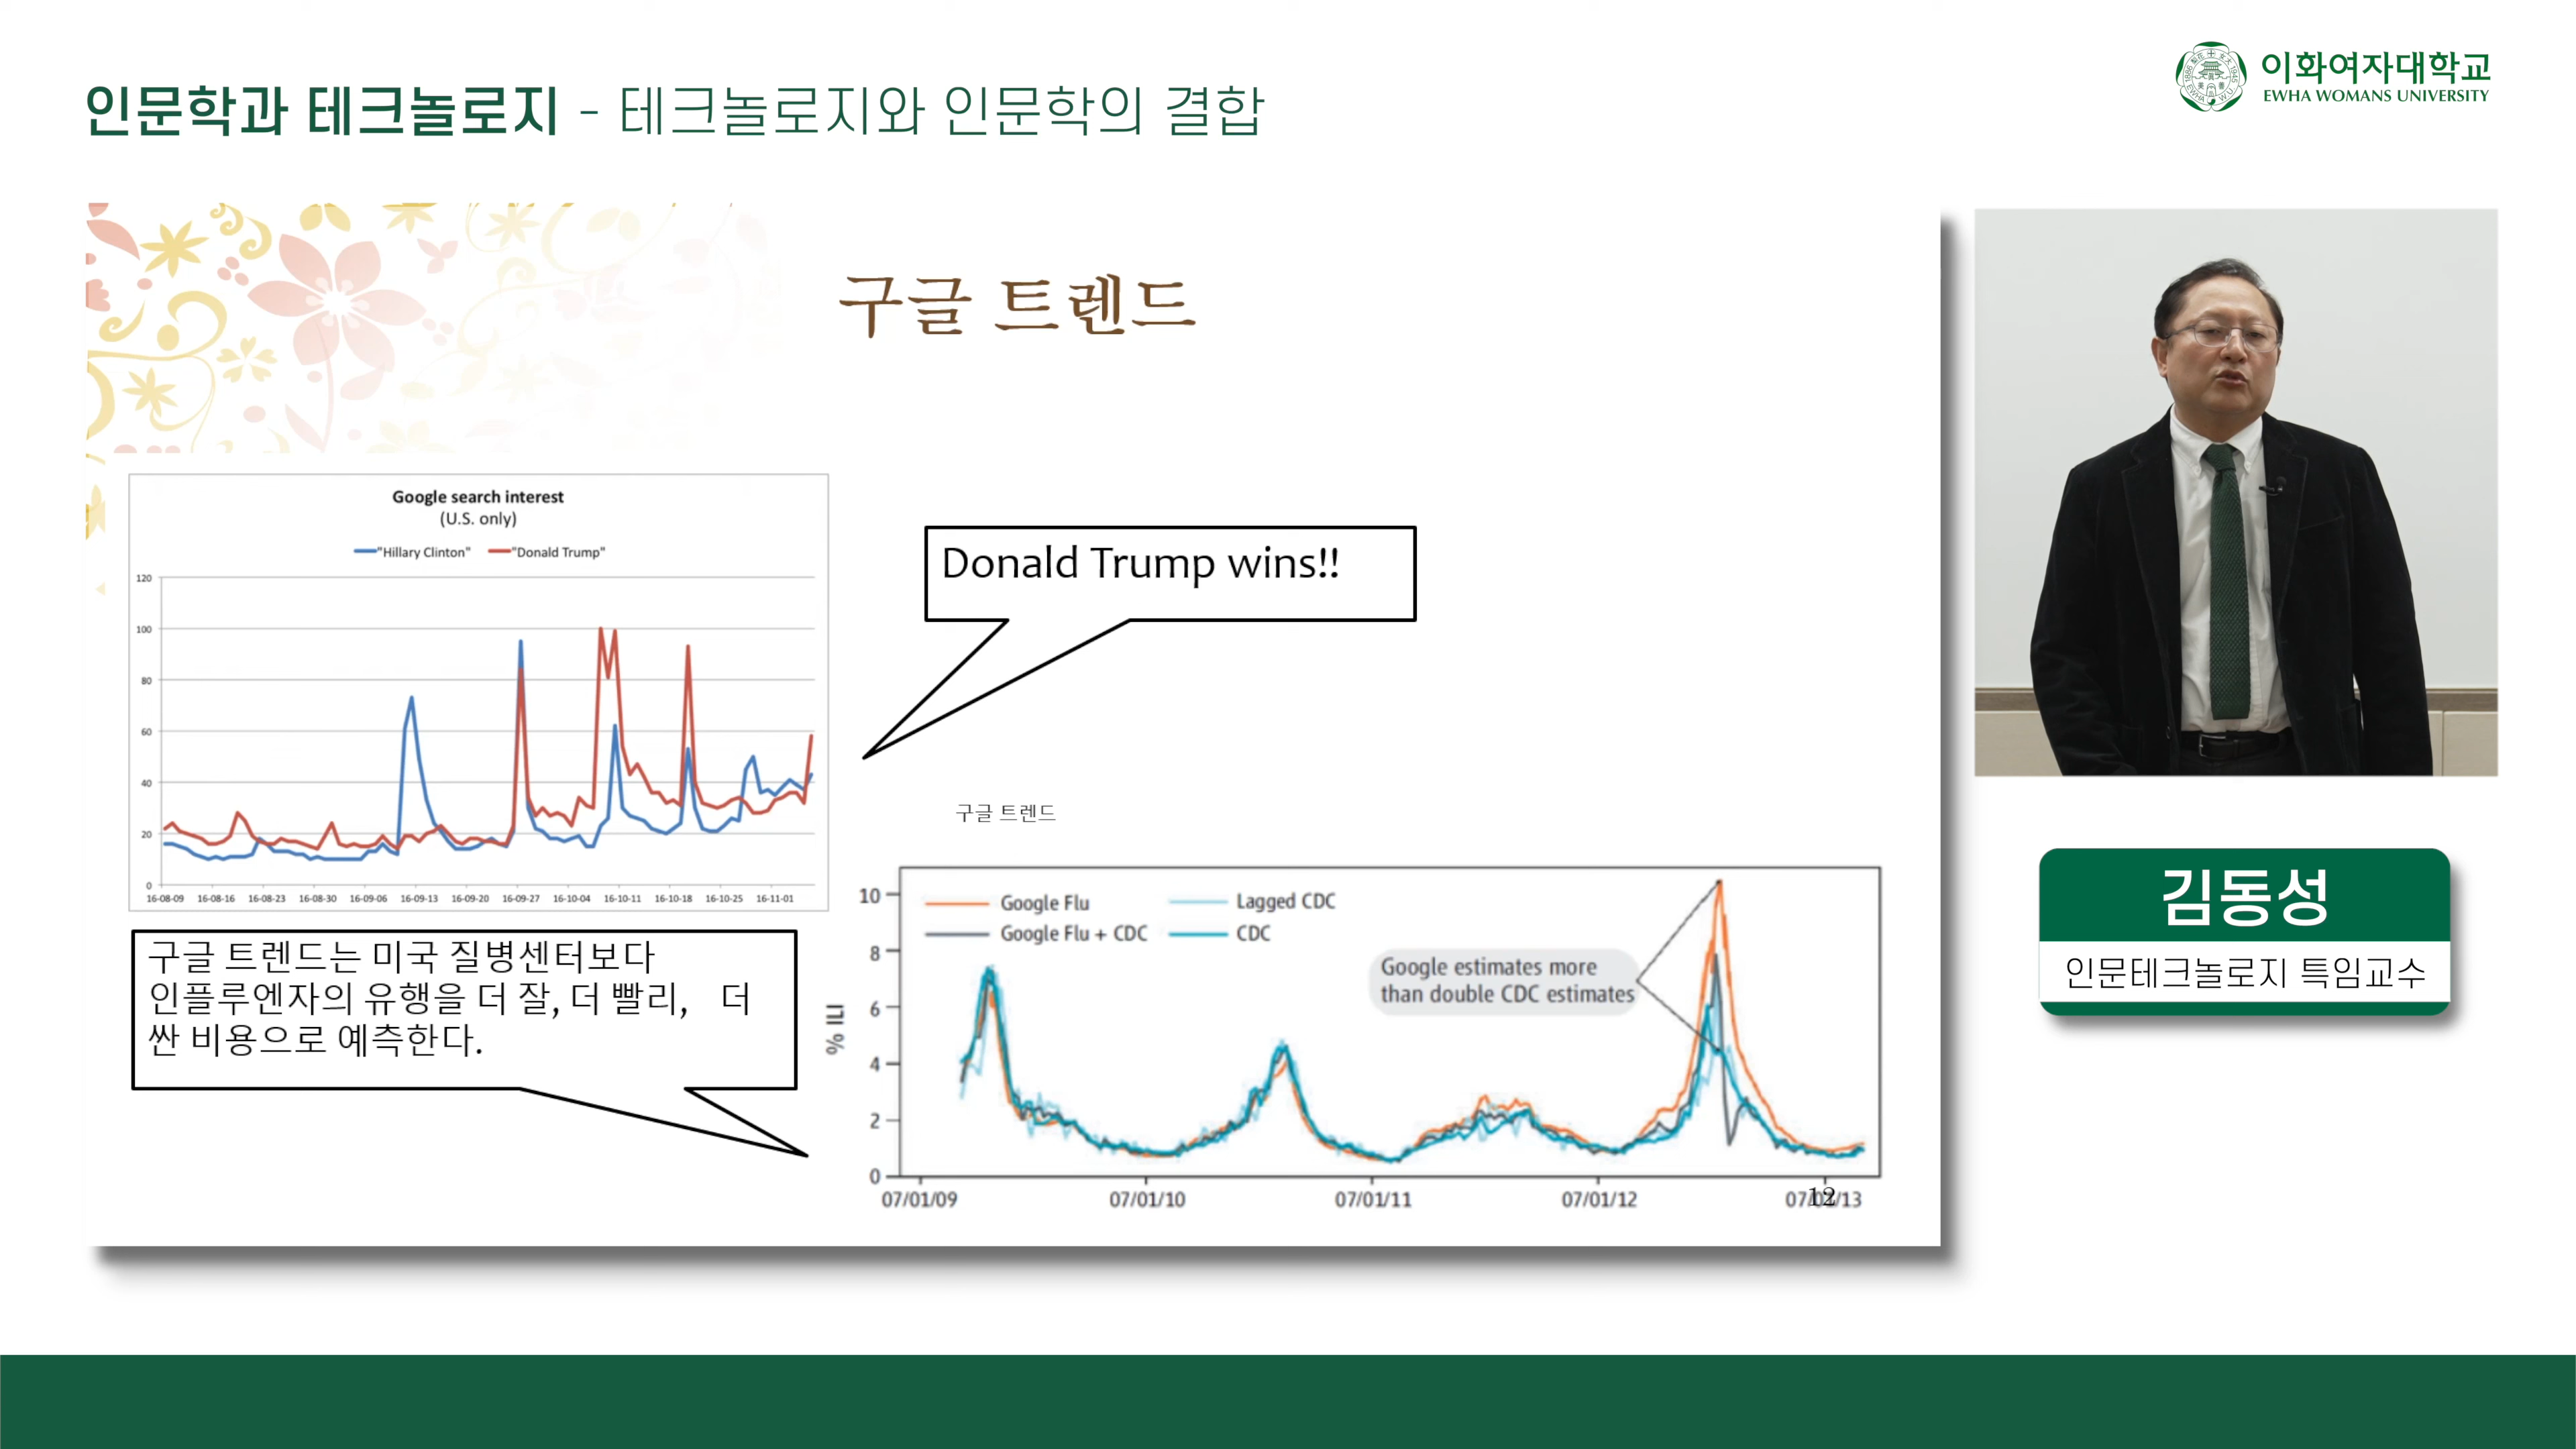 인문학과 테크놀로지 - 테크놀로지와 인문학의 결합
이화여자대학교
EWHA WOMANS UNIVERSITY
구글 트렌드
Google search interest
(U.S. only)
"Hillary Clinton" "Donald Trump"
120
100
80
60
40
20
0
16-08-09 16-08-16 16-08-23 16-08-30 16-09-06 16-09-13 16-09-20 16-09-27 16-10-04 16-10-11 16-10-18 16-10-25 16-11-01
Donald Trump wins!!
구글 트렌드
구글 트렌드는 미국 질병센터보다
인플루엔자의 유행을 더 잘, 더 빨리, 더
싼 비용으로 예측한다.
Google Flu Lagged CDC
Google Flu + CDC CDC
Google estimates more
than double CDC estimates
% ILI
10
8
6
4
2
0
07/01/09 07/01/10 07/01/11 07/01/12
12
김동성
인문테크놀로지 특임교수